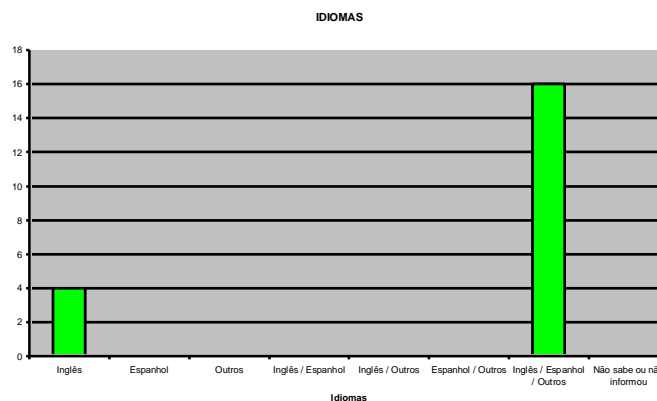 IDIOMAS
18
16
14
12
10
8
6
4
2
0
Inglês
Espanhol
Outros
Inglês / Espanhol
Inglês / Outros
Espanhol / Outros
Inglês / Espanhol
/ Outros
Não sabe ou nã
informou
Idiomas